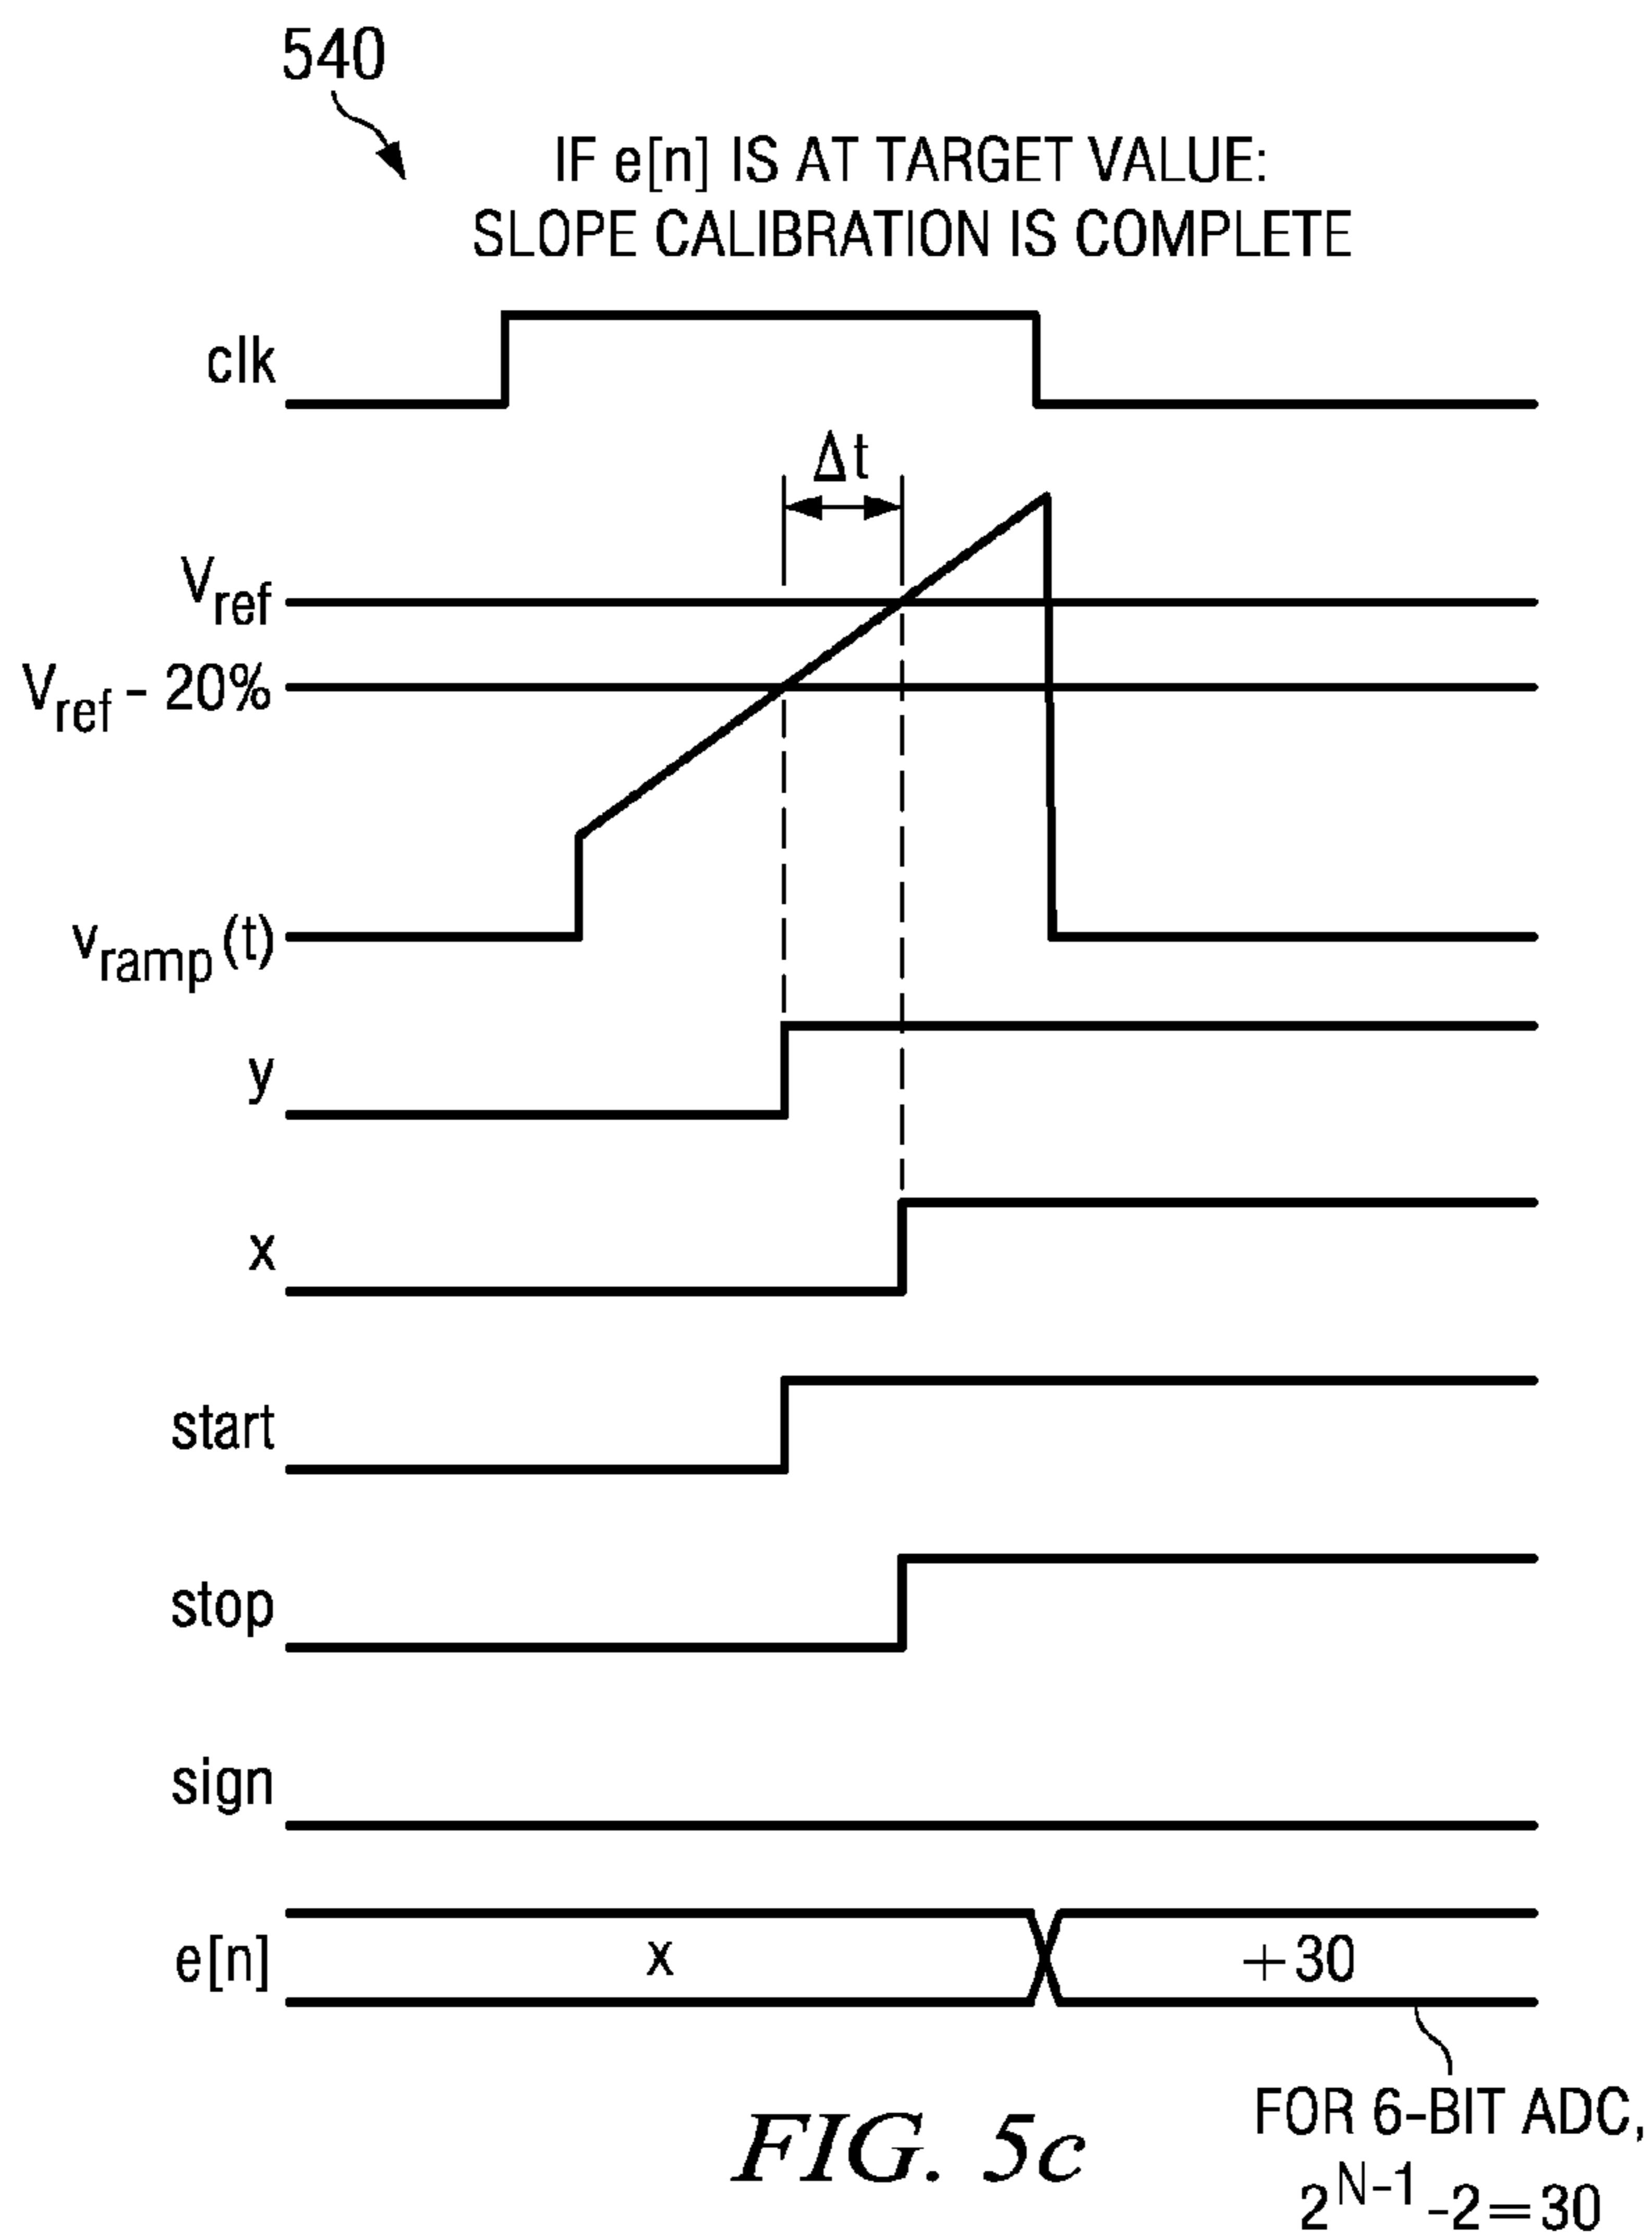 540
IF e[n] IS AT TARGET VALUE:
SLOPE CALIBRATION IS COMPLETE
clk
Δt
Vref
Vref - 20%
vramp(t)
y
x
start
stop
sign
e[n]
x
+30
FOR 6-BIT ADC,
2^N-1 -2=30
FIG. 5c